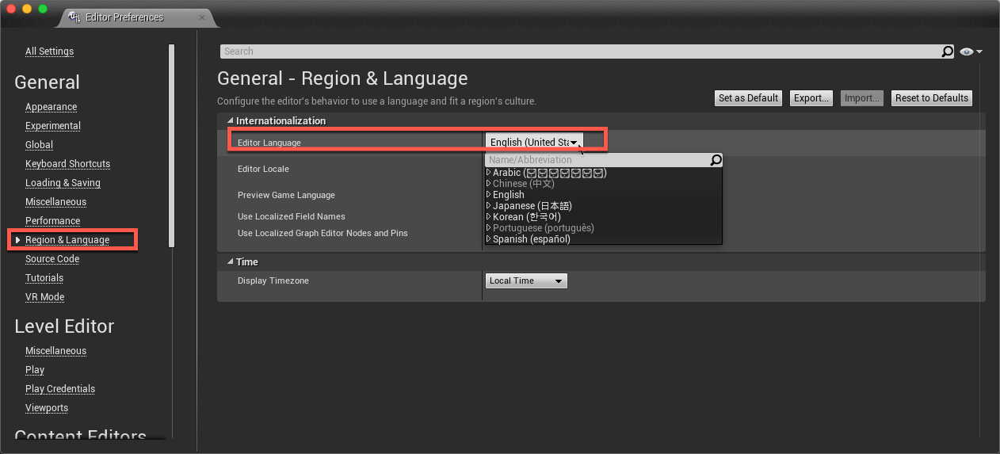 Editor Preferences
All Settings
General
Appearance
Experimental
Global
Keyboard Shortcuts
Loading & Saving
Miscellaneous
Performance
Region & Language
Source Code
Tutorials
VR Mode
Level Editor
Miscellaneous
Play
Play Credentials
Viewports
Content Editors
Search
General - Region & Language
Configure the editor's behavior to use a language and fit a region's culture.
Set as Default
Export...
Import...
Reset to Defaults
Internationalization
Editor Language
English (United Sta
Name/Abbreviation
Arabic ()
Chinese (中文)
English
Japanese (日本語)
Korean (한국어)
Portuguese (português)
Spanish (español)
Editor Locale
Preview Game Language
Use Localized Field Names
Use Localized Graph Editor Nodes and Pins
Time
Display Timezone
Local Time